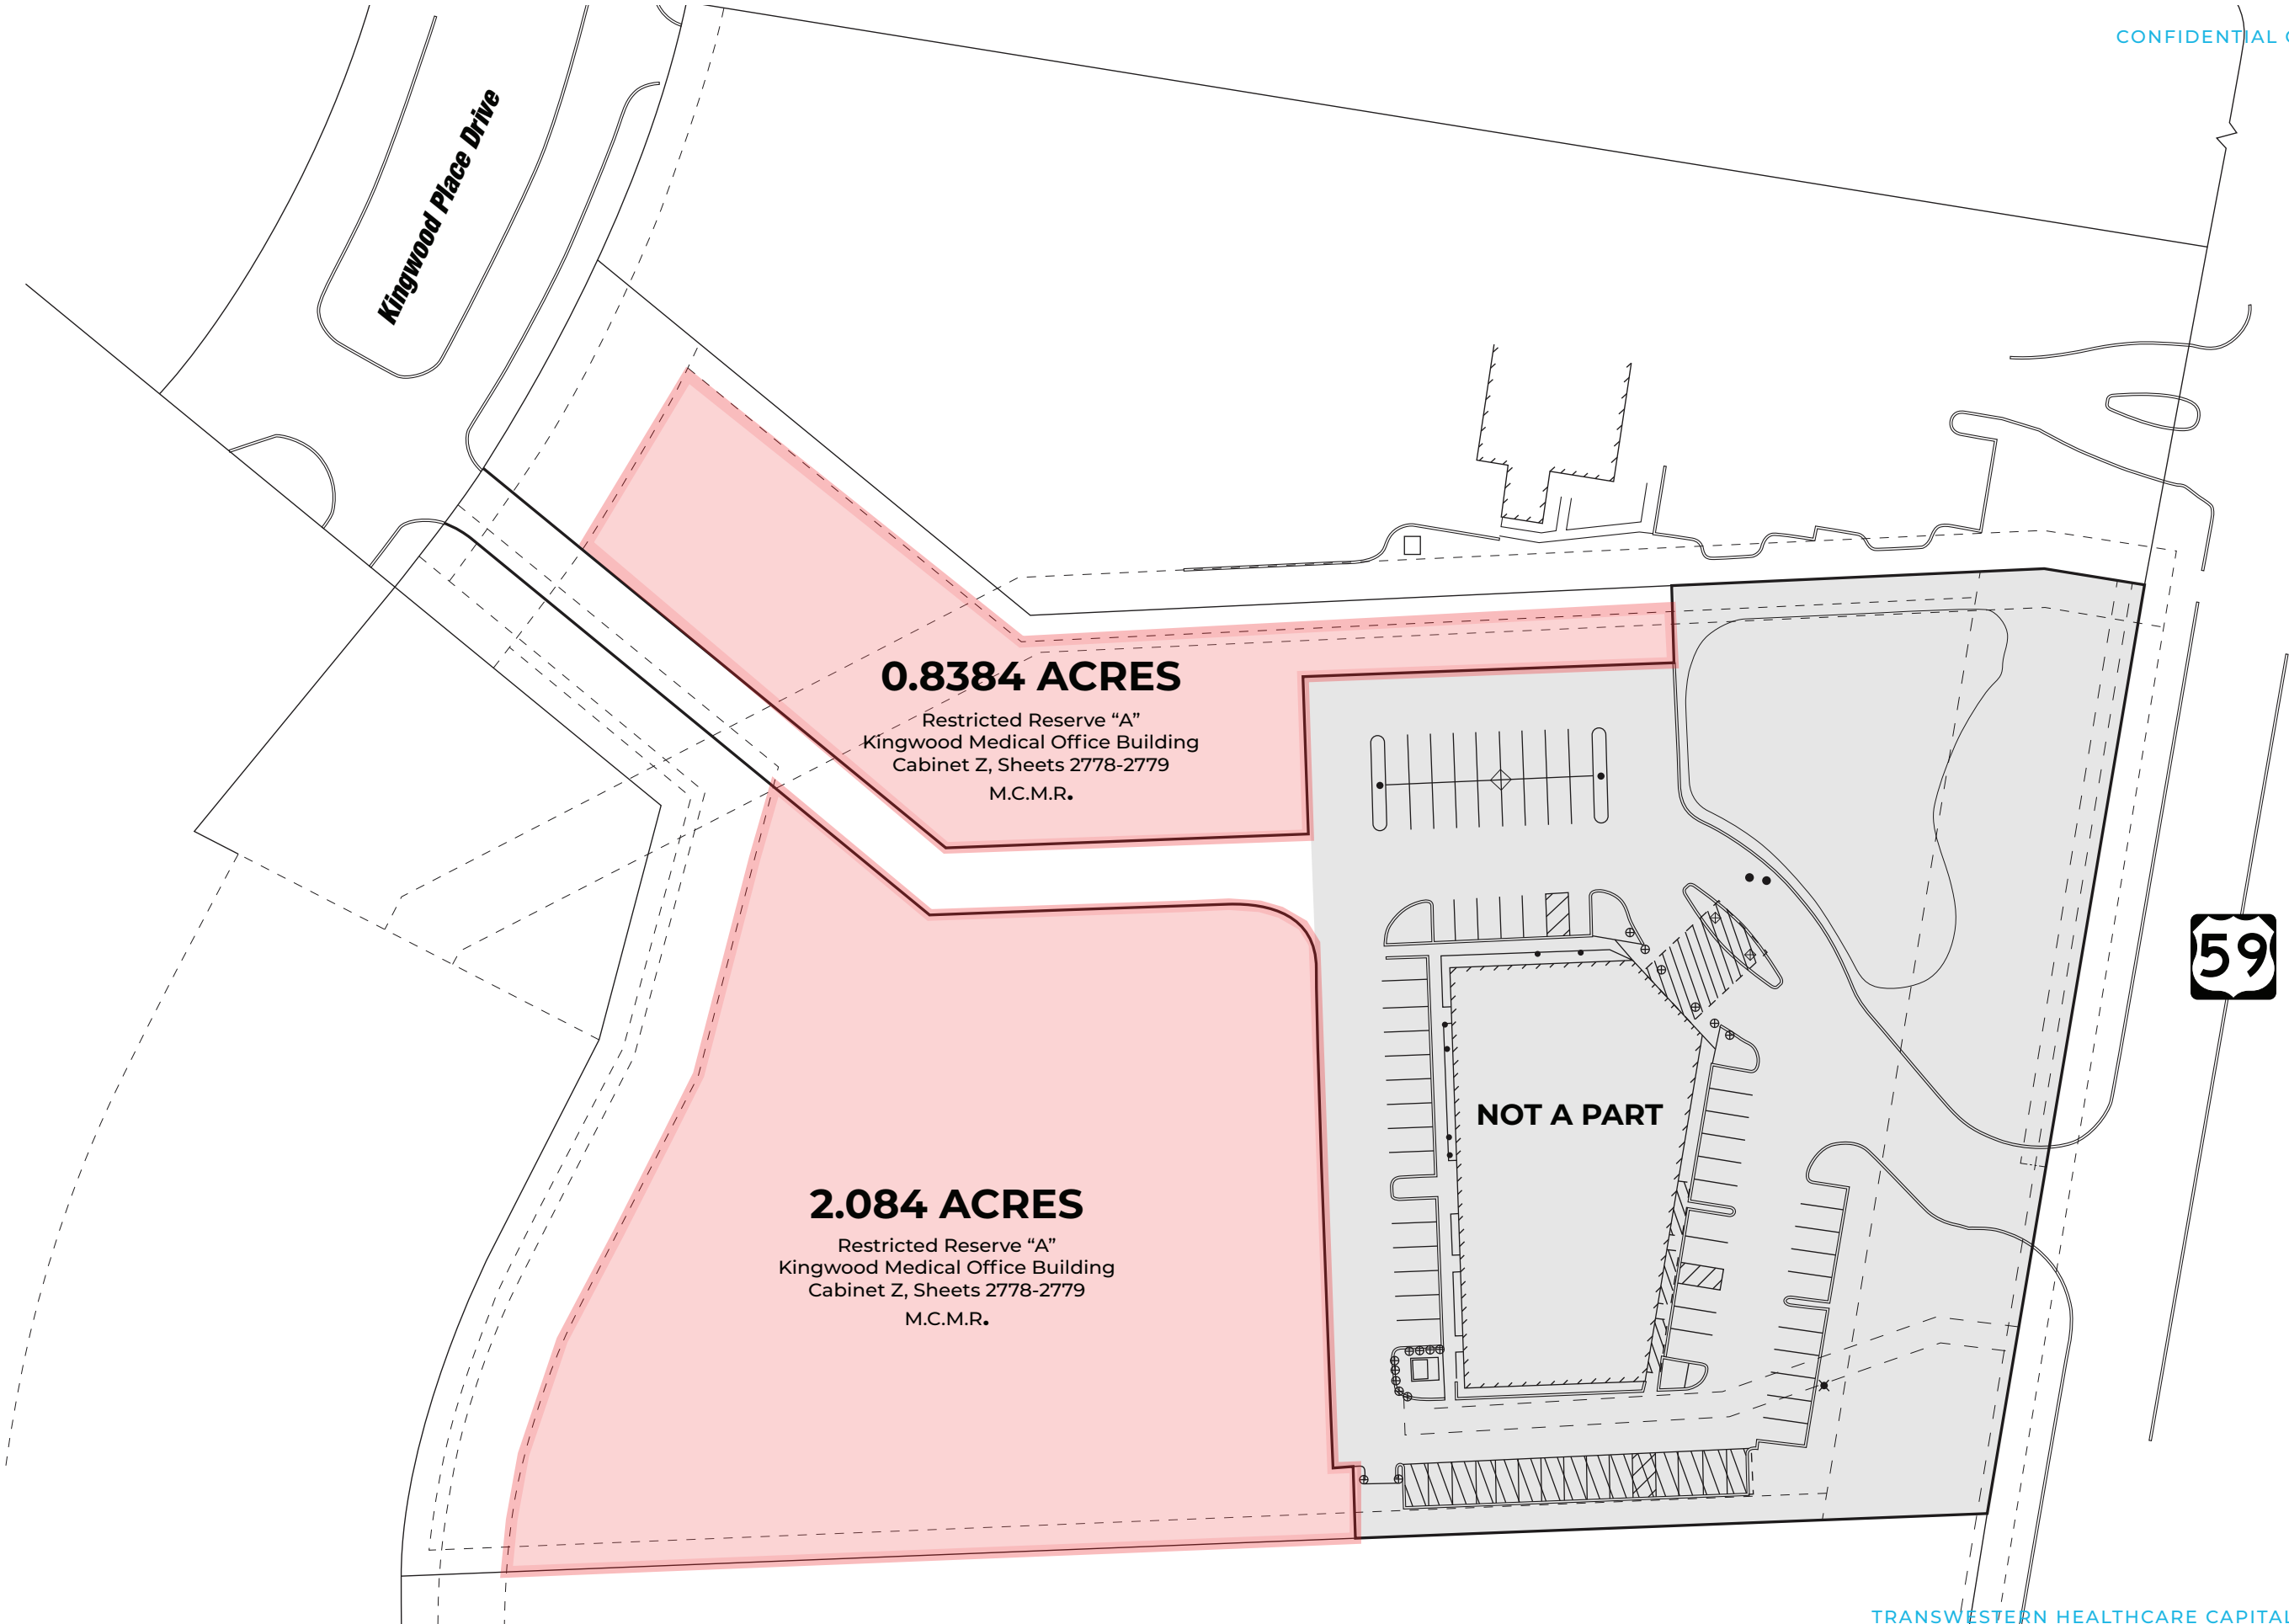 CONFIDENTIAL
Kingwood Place Drive
0.8384 ACRES
Restricted Reserve “A”
Kingwood Medical Office Building
Cabinet Z, Sheets 2778-2779
M.C.M.R.
59
NOT A PART
2.084 ACRES
Restricted Reserve “A”
Kingwood Medical Office Building
Cabinet Z, Sheets 2778-2779
M.C.M.R.
TRANSWESTERN HEALTHCARE CAPITAL